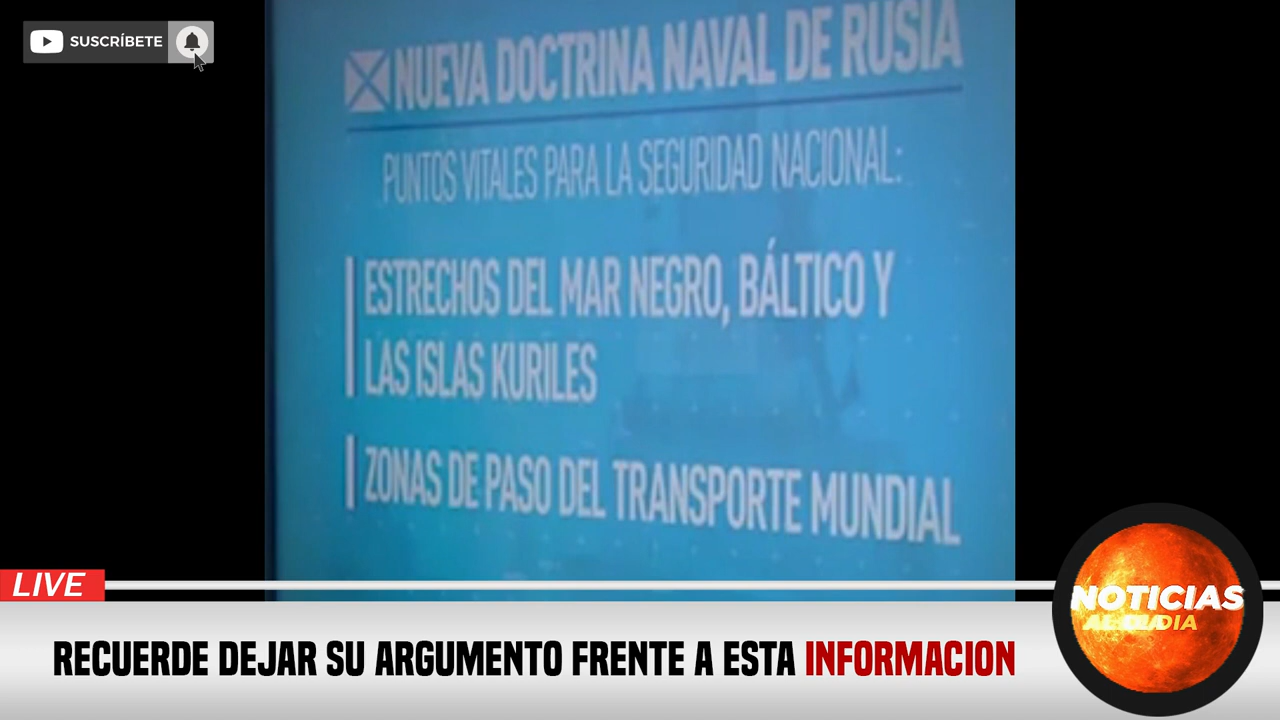 SUSCRÍBETE
NUEVA DOCTRINA NAVAL DE RUSIA
PUNTOS VITALES PARA LA SEGURIDAD NACIONAL:
ESTRECHOS DEL MAR NEGRO, BÁLTICO Y
LAS ISLAS KURILES
ZONAS DE PASO DEL TRANSPORTE MUNDIAL
LIVE
NOTICIAS
RECUERDE DEJAR SU ARGUMENTO FRENTE A ESTA INFORMACION